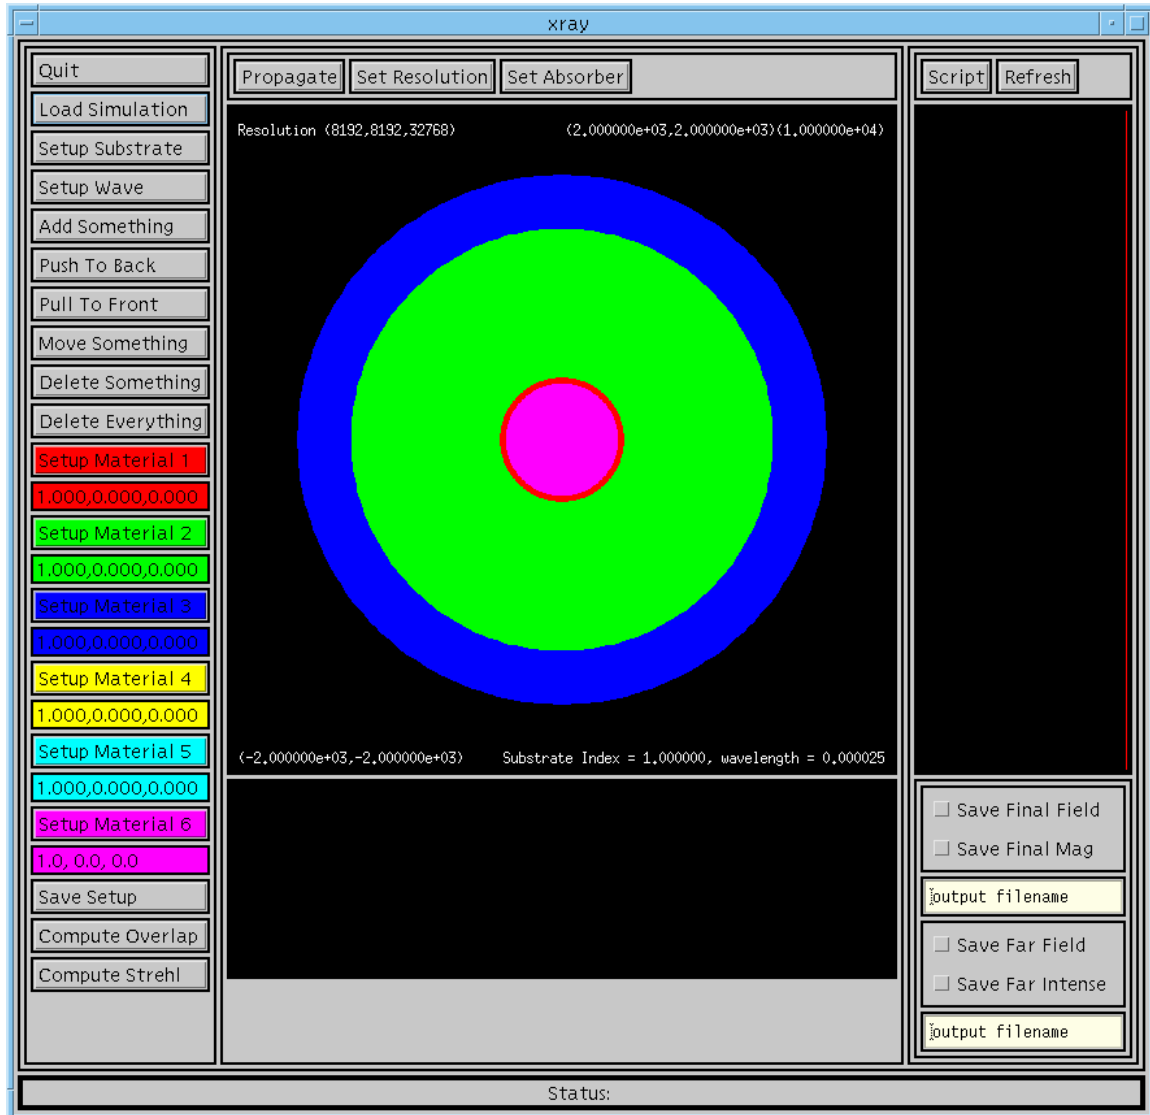 xray
Quit
Load Simulation
Setup Substrate
Setup Wave
Add Something
Push To Back
Pull To Front
Move Something
Delete Something
Delete Everything
Setup Material 1
1.000,0.000,0.000
Setup Material 2
1.000,0.000,0.000
Setup Material 3
1.000,0.000,0.000
Setup Material 4
1.000,0.000,0.000
Setup Material 5
1.000,0.000,0.000
Setup Material 6
1.0, 0.0, 0.0
Save Setup
Compute Overlap
Compute Strehl
Propagate Set Resolution Set Absorber
Resolution (8192,8192,32768) (2.000000e+03,2.000000e+03)(1.000000e+04)
(-2.000000e+03,-2.000000e+03) Substrate Index = 1.000000, wavelength = 0.000025
Script Refresh
Save Final Field
Save Final Mag
output filename
Save Far Field
Save Far Intense
output filename
Status: